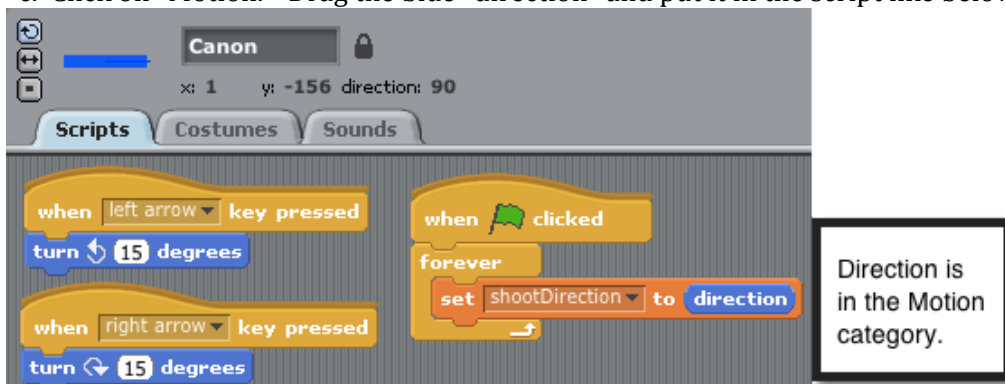 Canon
x: 1 y: -156 direction: 90
Scripts Costumes Sounds
when left arrow key pressed
turn 15 degrees
when right arrow key pressed
turn 15 degrees
when clicked
forever
set shootDirection to direction
Direction is
in the Motion
category.